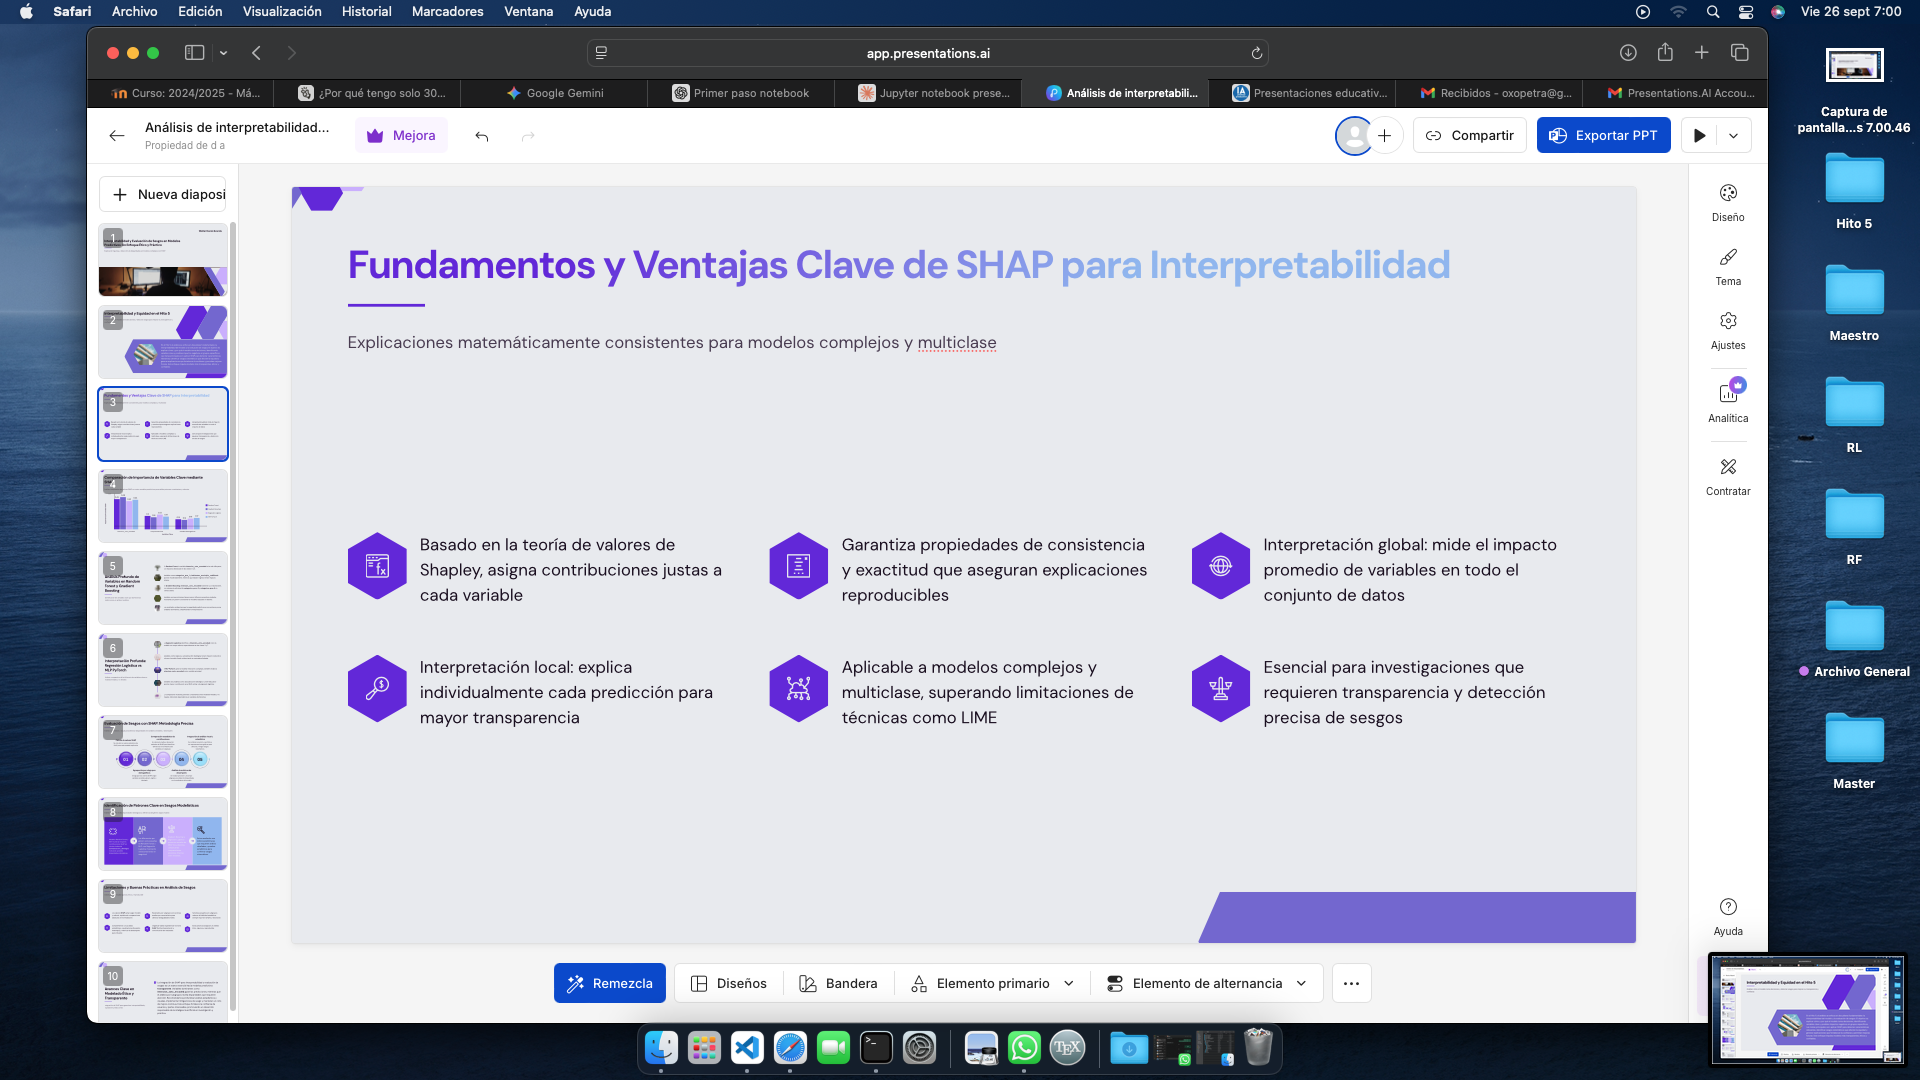 Safari Archivo Edición Visualización Historial Marcadores Ventana Ayuda
Vie 26 sept 7:00
app.presentations.ai
Curso: 2024/2025 - Má...
¿Por qué tengo solo 30...
Google Gemini
Primer paso notebook
Jupyter notebook prese...
Análisis de interpretabili...
Presentaciones educativ...
Recibidos - oxopetra@g...
Presentations.AI Accou...
Análisis de interpretabilidad...
Propiedad de d a
Mejora
Compartir
Exportar PPT
Nueva diaposi
1
2
3
4
5
6
7
8
9
10
Fundamentos y Ventajas Clave de SHAP para Interpretabilidad
Explicaciones matemáticamente consistentes para modelos complejos y multiclase
Basado en la teoría de valores de
Shapley, asigna contribuciones justas a
cada variable
Garantiza propiedades de consistencia
y exactitud que aseguran explicaciones
reproducibles
Interpretación global: mide el impacto
promedio de variables en todo el
conjunto de datos
Interpretación local: explica
individualmente cada predicción para
mayor transparencia
Aplicable a modelos complejos y
multiclase, superando limitaciones de
técnicas como LIME
Esencial para investigaciones que
requieren transparencia y detección
precisa de sesgos
Remezcla
Diseños
Bandera
Elemento primario
Elemento de alternancia
Diseño
Tema
Ajustes
Analítica
Contratar
Ayuda
Captura de
pantalla...s 7.00.46
Hito 5
Maestro
RL
RF
Archivo General
Master
TEX